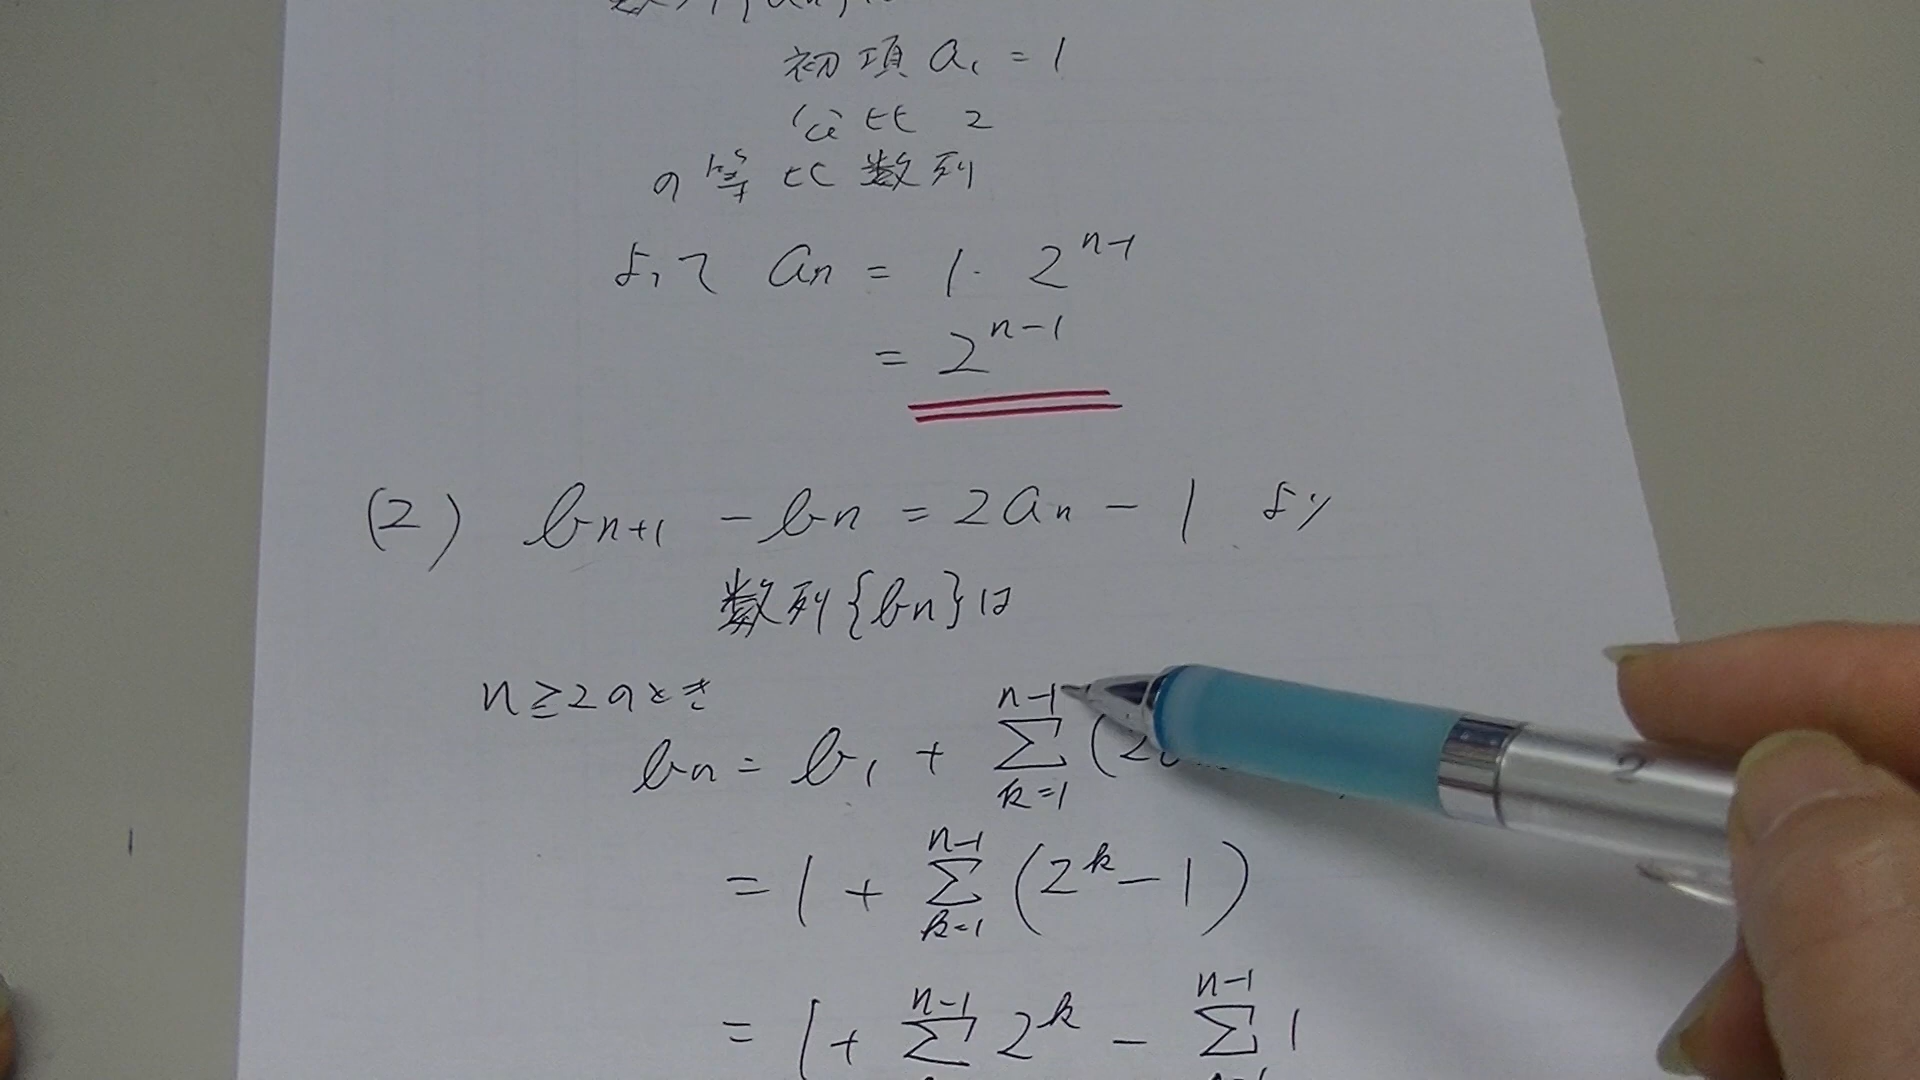 初項 a₁ = 1
公比 2
の等比数列
よって aₙ = 1・2ⁿ⁻¹
= 2ⁿ⁻¹
(2) bₙ₊₁ - bₙ = 2aₙ - 1 より
数列{bₙ}は
n≧2のとき
bₙ = b₁ + Σ n-1 k=1 (2
= 1 + Σ n-1 k=1 (2ᵏ - 1)
= 1 + Σ n-1 2ᵏ - Σ n-1 1